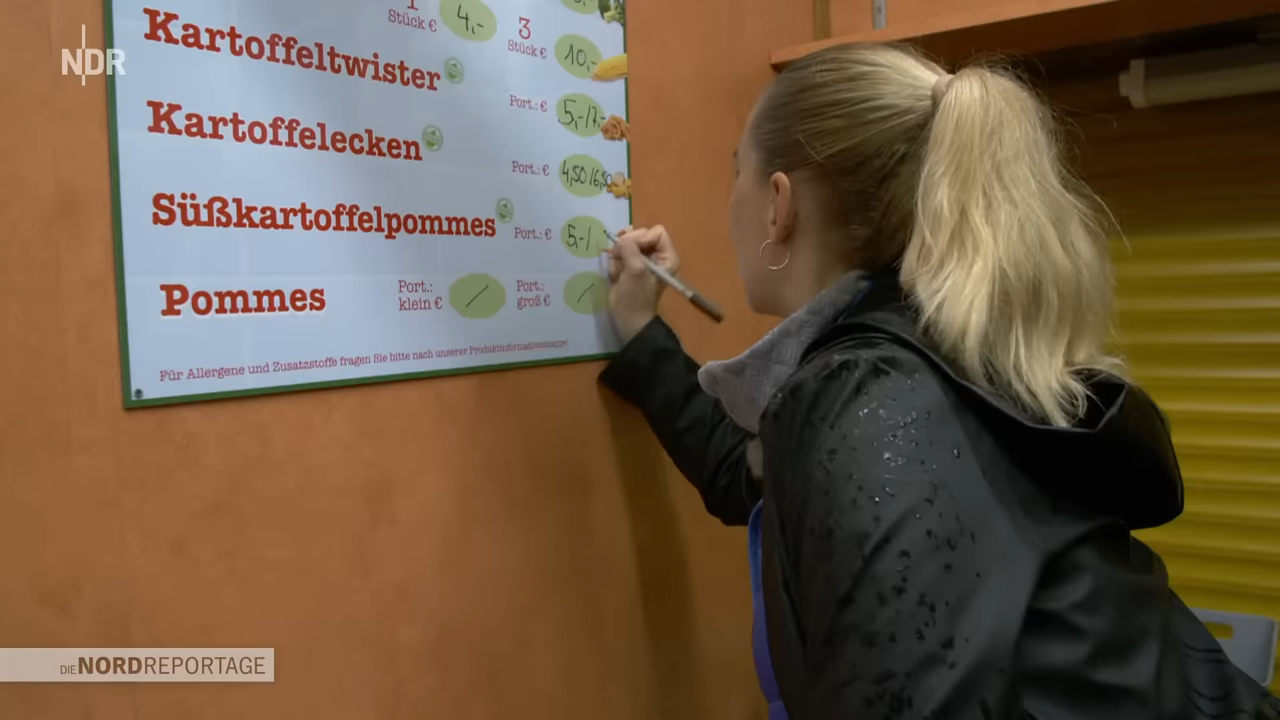 NDR
Stück €
4,-
3
Stück €
10,-
Kartoffeltwister
Port.: €
5,-/7,-
Kartoffelecken
Port.: €
4,50/6,50
Süßkartoffelpommes
Port.: €
5,-/
Pommes
Port.:
klein €
/
Port.:
groß €
/
Für Allergene und Zusatzstoffe fragen Sie bitte nach unserer Produktinformationsmappe!
DIE NORDREPORTAGE